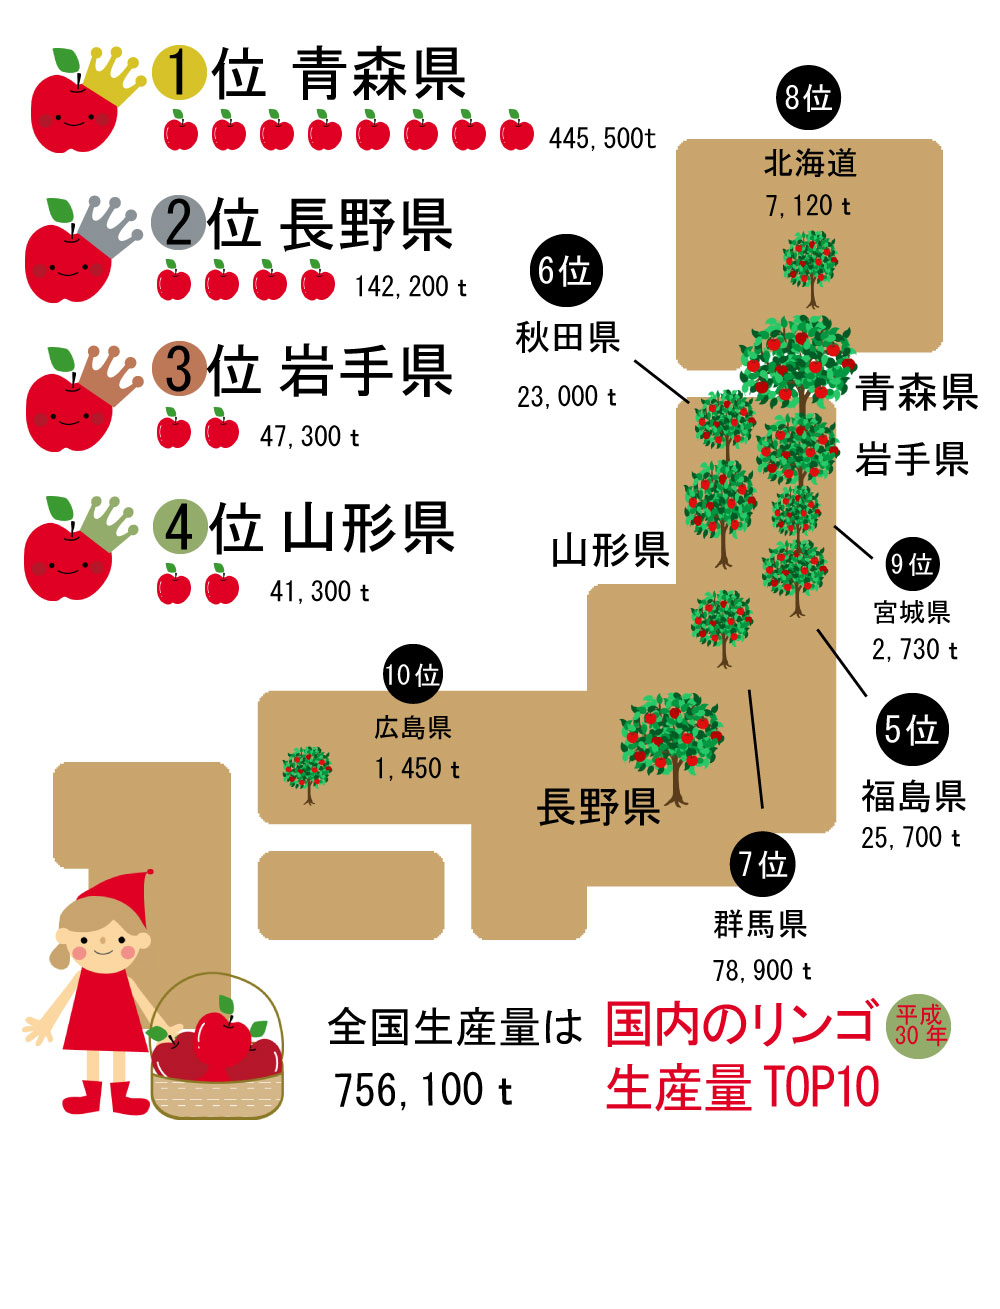 1位 青森県
445,500t
2位 長野県
142,200 t
3位 岩手県
47,300 t
4位 山形県
41,300 t
8位
北海道
7,120 t
6位
秋田県
23,000 t
青森県
岩手県
山形県
9位
宮城県
2,730 t
10位
広島県
1,450 t
5位
福島県
25,700 t
長野県
7位
群馬県
78,900 t
全国生産量は
756,100 t
国内のリンゴ
生産量 TOP10
平成
30 年